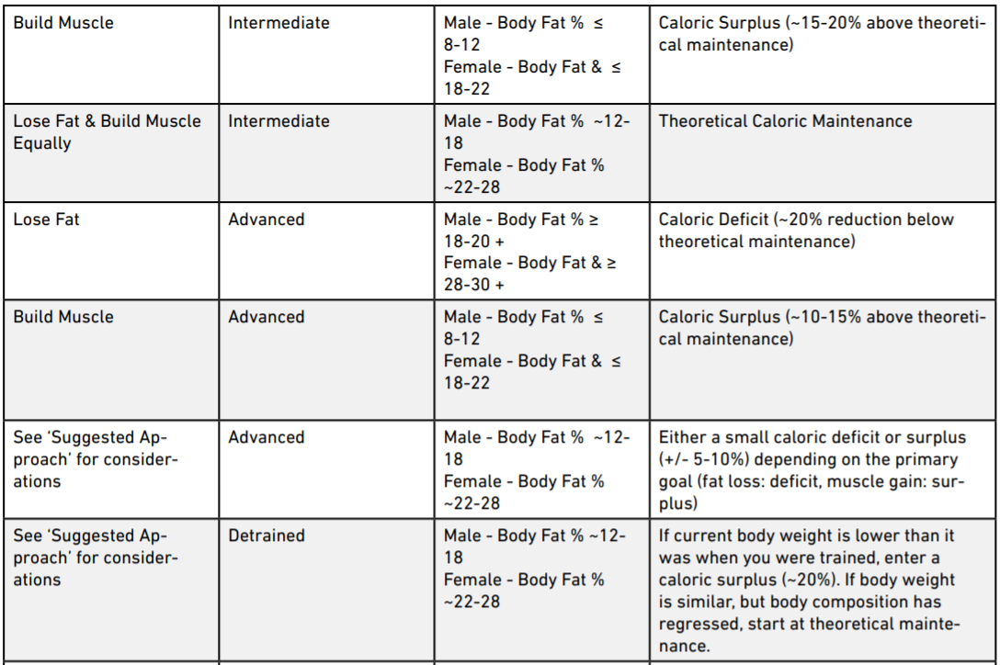 Build Muscle
Intermediate
Male - Body Fat % ≤
8-12
Female - Body Fat & ≤
18-22
Caloric Surplus (~15-20% above theoreti-
cal maintenance)
Lose Fat & Build Muscle
Equally
Intermediate
Male - Body Fat % ~12-
18
Female - Body Fat %
~22-28
Theoretical Caloric Maintenance
Lose Fat
Advanced
Male - Body Fat % ≥
18-20 +
Female - Body Fat & ≥
28-30 +
Caloric Deficit (~20% reduction below
theoretical maintenance)
Build Muscle
Advanced
Male - Body Fat % ≤
8-12
Female - Body Fat & ≤
18-22
Caloric Surplus (~10-15% above theoreti-
cal maintenance)
See ‘Suggested Ap-
proach’ for consider-
ations
Advanced
Male - Body Fat % ~12-
18
Female - Body Fat %
~22-28
Either a small caloric deficit or surplus
(+/- 5-10%) depending on the primary
goal (fat loss: deficit, muscle gain: sur-
plus)
See ‘Suggested Ap-
proach’ for consider-
ations
Detrained
Male - Body Fat % ~12-
18
Female - Body Fat %
~22-28
If current body weight is lower than it
was when you were trained, enter a
caloric surplus (~20%). If body weight
is similar, but body composition has
regressed, start at theoretical mainte-
nance.